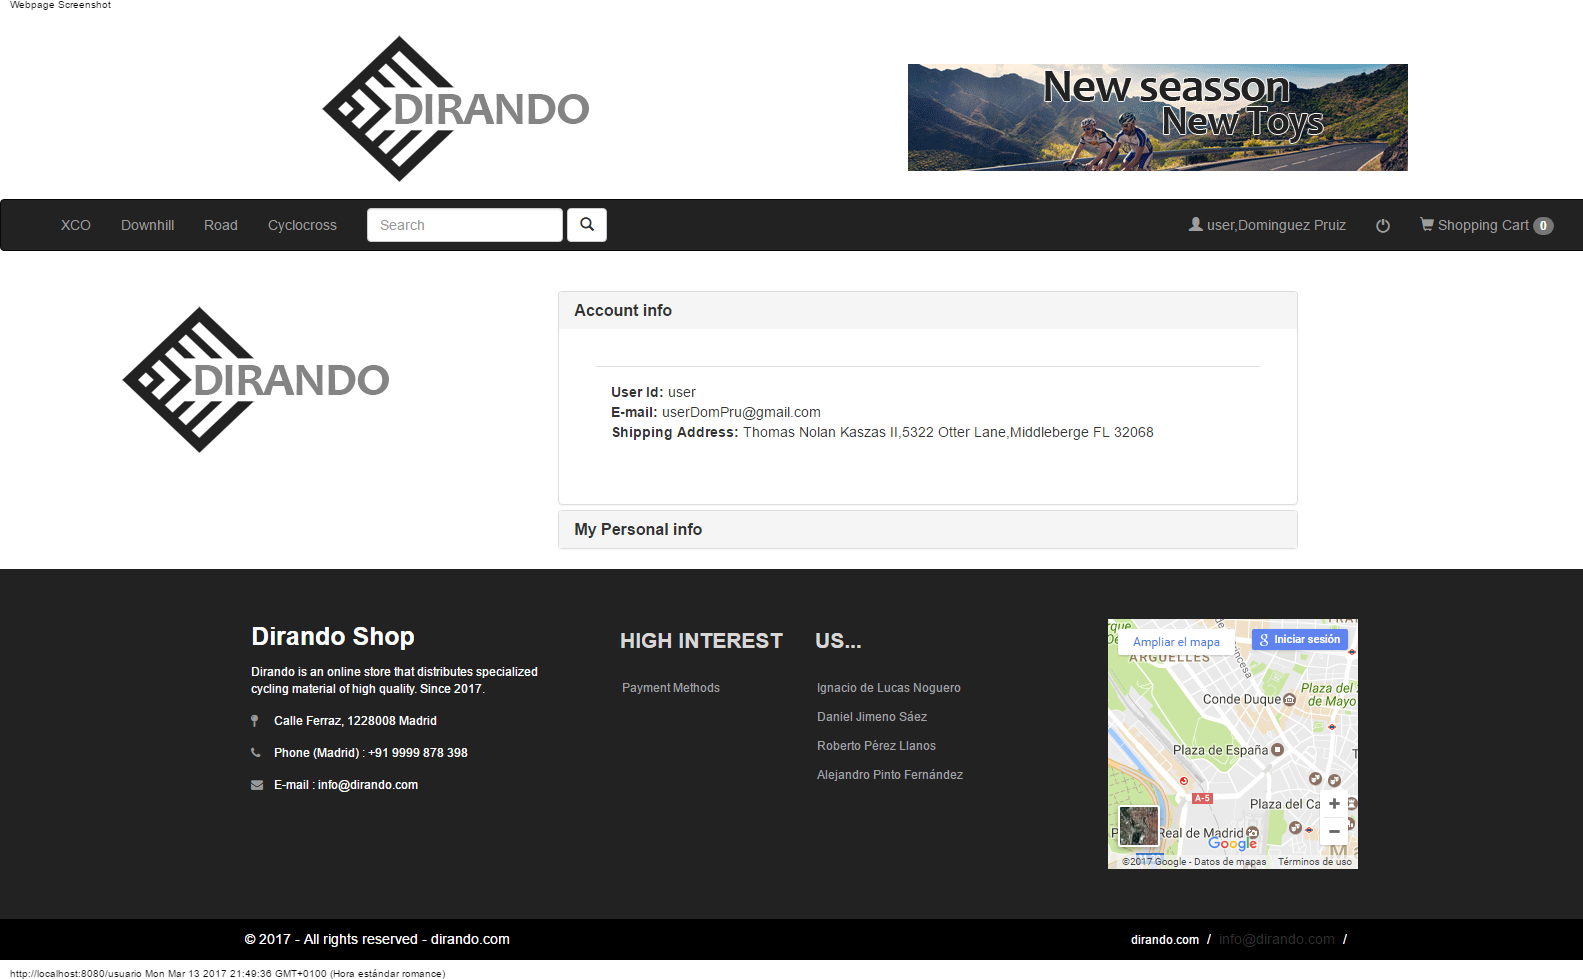 Webpage Screenshot
DIRANDO
New seasson
New Toys
XCO Downhill Road Cyclocross Search user,Dominguez Pruiz Shopping Cart 0
DIRANDO
Account info
User Id: user
E-mail: userDomPru@gmail.com
Shipping Address: Thomas Nolan Kaszas II,5322 Otter Lane,Middleberge FL 32068
My Personal info
Dirando Shop
Dirando is an online store that distributes specialized
cycling material of high quality. Since 2017.
Calle Ferraz, 1228008 Madrid
Phone (Madrid) : +91 9999 878 398
E-mail : info@dirando.com
HIGH INTEREST
Payment Methods
US...
Ignacio de Lucas Noguero
Daniel Jimeno Sáez
Roberto Pérez Llanos
Alejandro Pinto Fernández
Ampliar el mapa
Iniciar sesión
ARGÜELLES
Conde Duque
Plaza del
de Mayo
Plaza de España
A-5
Plaza del Ca
Real de Madrid
Google
©2017 Google - Datos de mapas Términos de uso
© 2017 - All rights reserved - dirando.com
dirando.com / info@dirando.com /
http://localhost:8080/usuario Mon Mar 13 2017 21:49:36 GMT+0100 (Hora estándar romance)